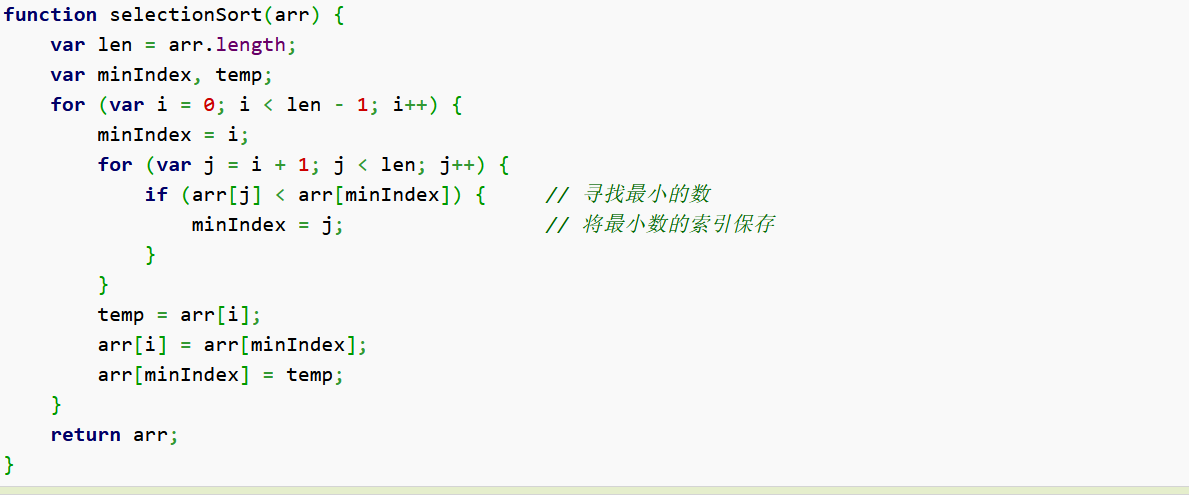 function selectionSort(arr) {
    var len = arr.length;
    var minIndex, temp;
    for (var i = 0; i < len - 1; i++) {
        minIndex = i;
        for (var j = i + 1; j < len; j++) {
            if (arr[j] < arr[minIndex]) {     // 寻找最小的数
                minIndex = j;                 // 将最小数的索引保存
            }
        }
        temp = arr[i];
        arr[i] = arr[minIndex];
        arr[minIndex] = temp;
    }
    return arr;
}